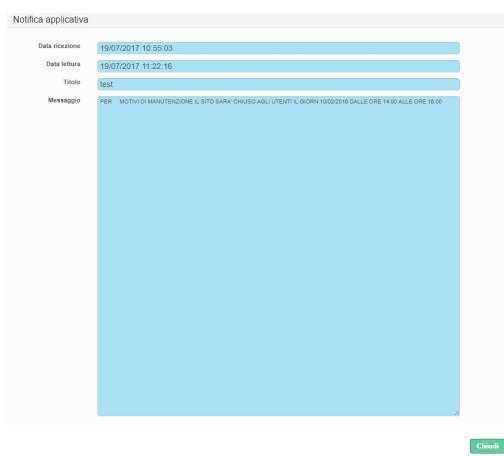 Notifica applicativa
Data ricezione 19/07/2017 10:55:03
Data lettura 19/07/2017 11:22:16
Titolo test
Messaggio PER MOTIVI DI MANUTENZIONE IL SITO SARA' CHIUSO AGLI UTENTI IL GIORN 10/02/2016 DALLE ORE 14.00 ALLE ORE 16.00
Chiudi